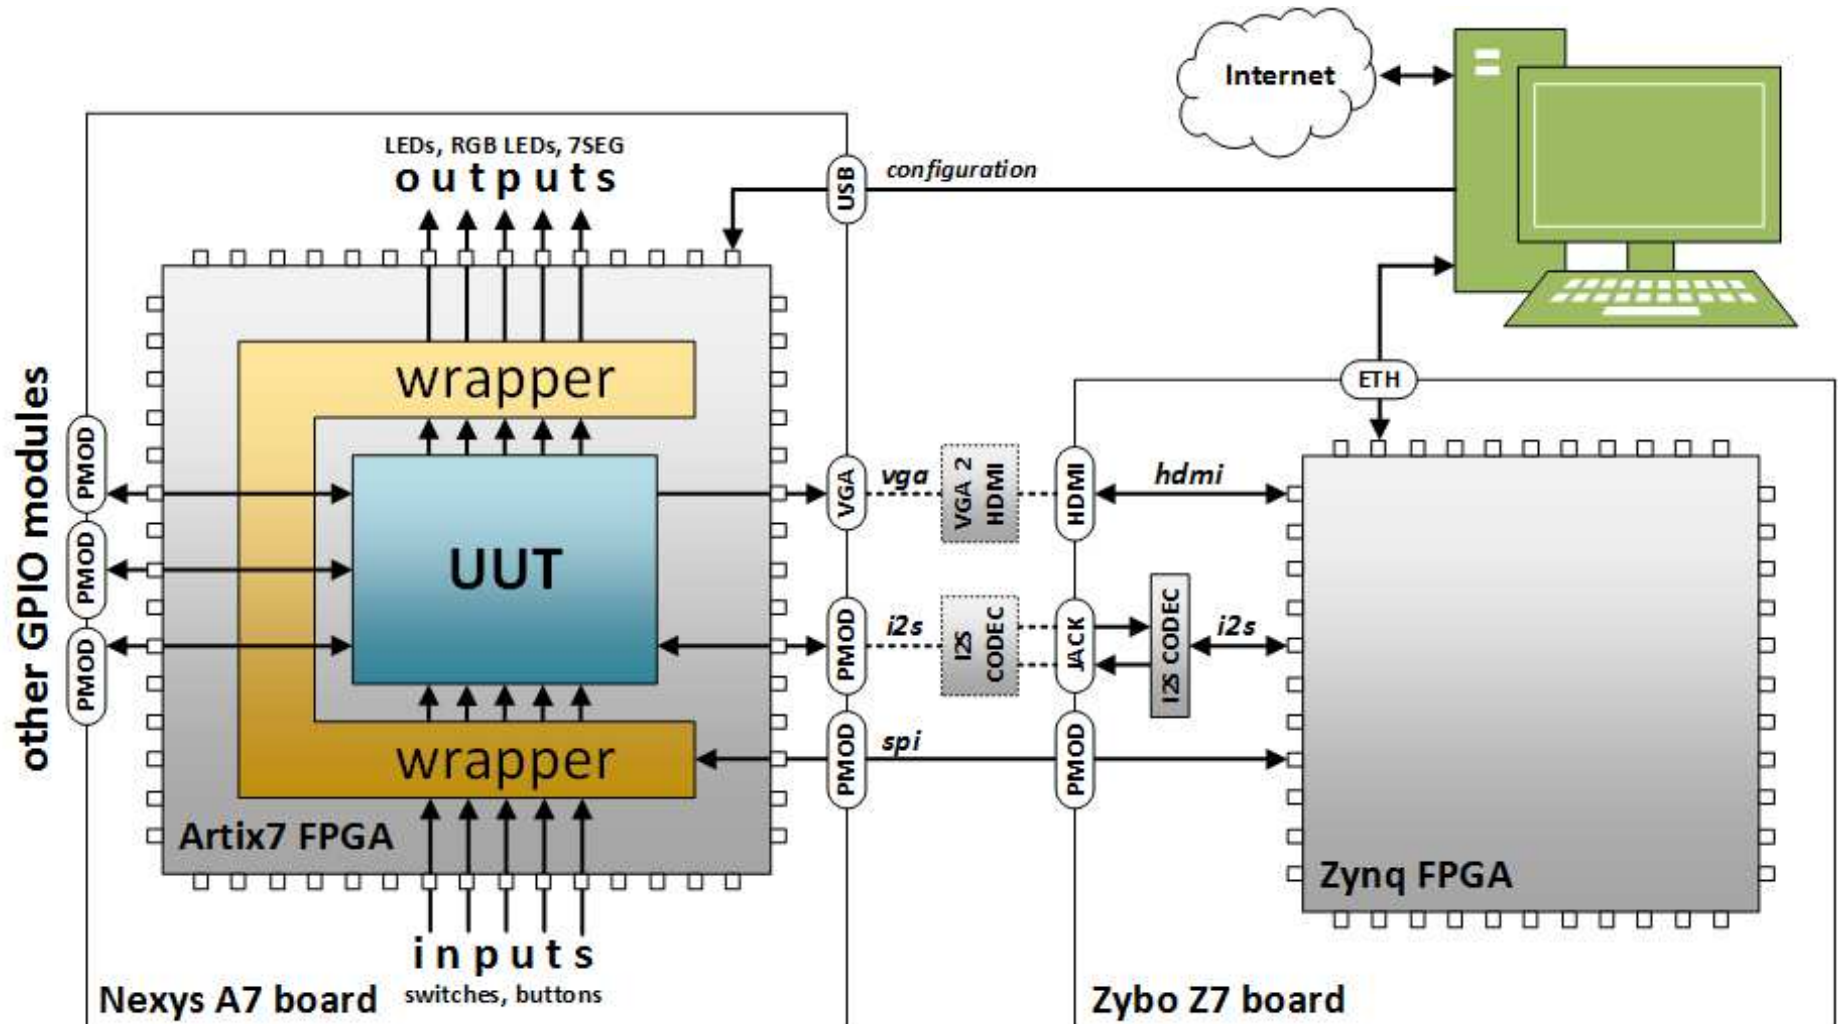 Internet
LEDs, RGB LEDs, 7SEG
outputs
USB
configuration
wrapper
ETH
other GPIO modules
PMOD
PMOD
PMOD
UUT
VGA
vga
VGA 2
HDMI
HDMI
hdmi
PMOD
i2s
I2S
CODEC
JACK
I2S CODEC
i2s
wrapper
PMOD
spi
PMOD
Artix7 FPGA
Zynq FPGA
inputs
switches, buttons
Nexys A7 board
Zybo Z7 board